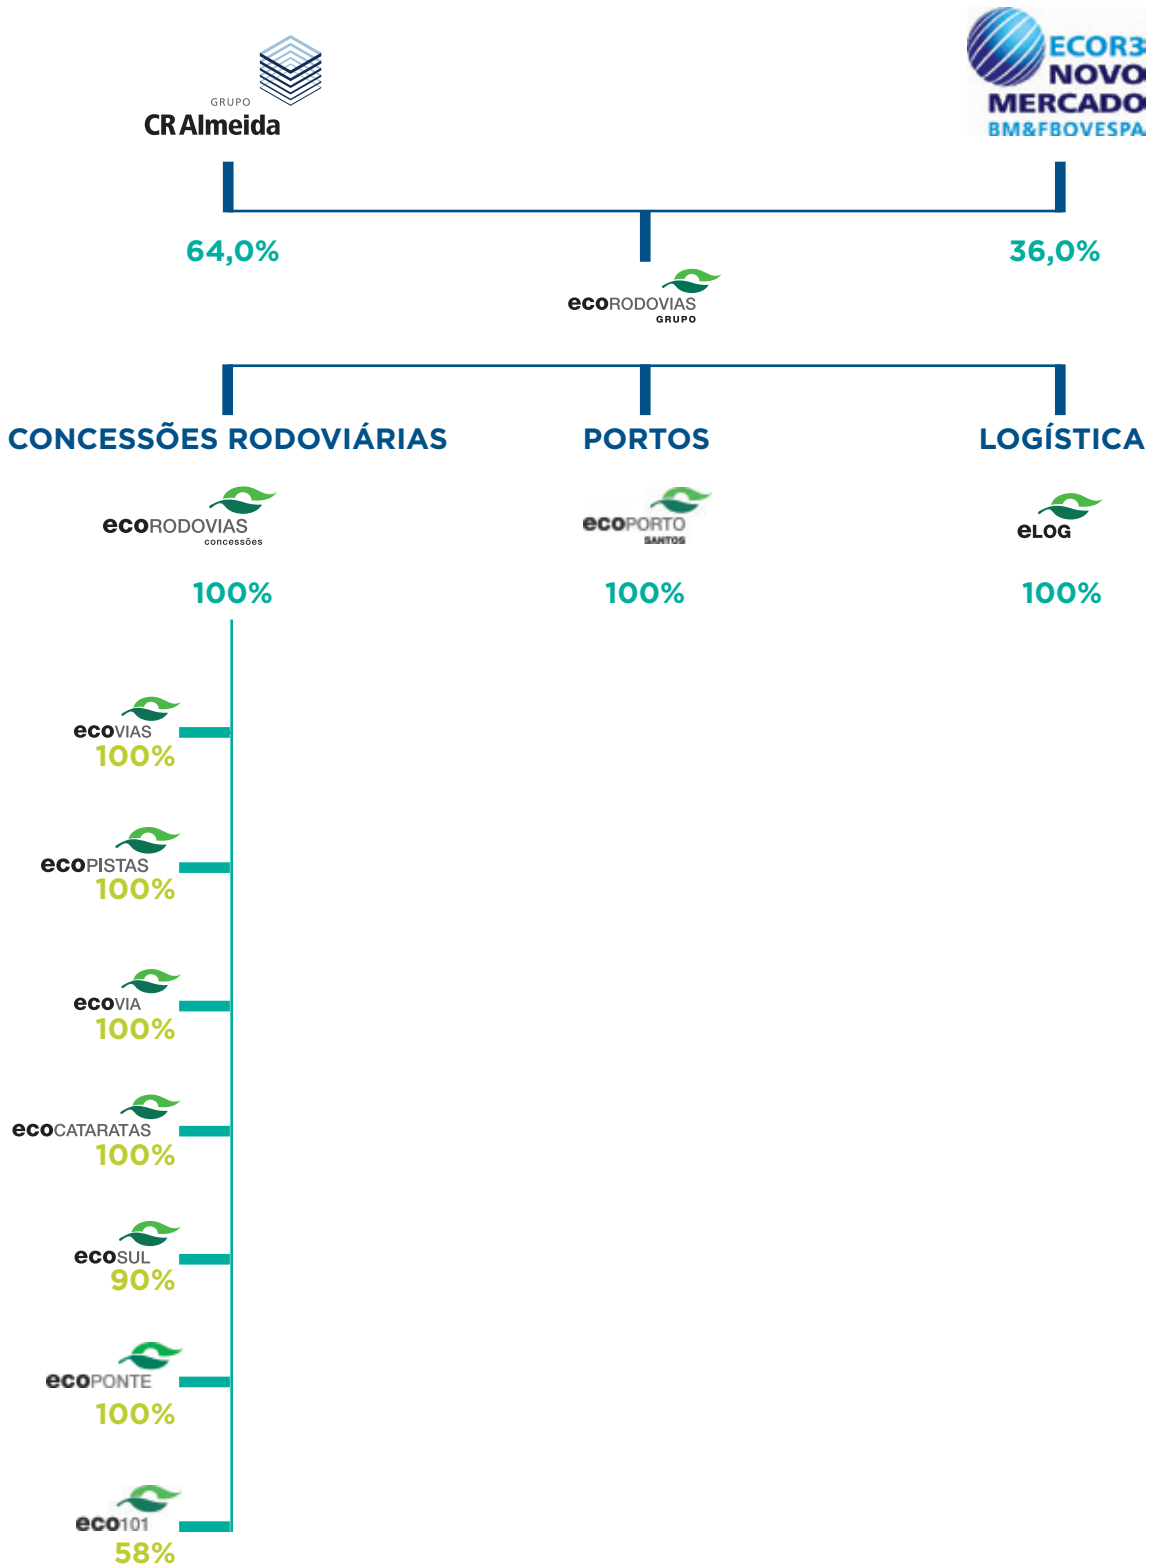 GRUPO
CR Almeida
ECOR3
NOVO
MERCADO
BM&FBOVESPA
64,0%
36,0%
ecoRODOVIAS
GRUPO
CONCESSÕES RODOVIÁRIAS
PORTOS
LOGÍSTICA
ecoRODOVIAS
concessões
ecoPORTO
SANTOS
eLOG
100%
100%
100%
ecoVIAS
100%
ecoPISTAS
100%
ecoVIA
100%
ecoCATARATAS
100%
ecoSUL
90%
ecoPONTE
100%
eco101
58%